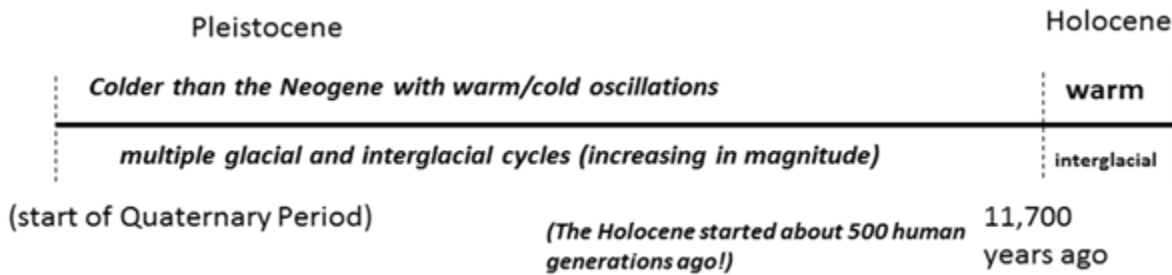 Pleistocene
Holocene
Colder than the Neogene with warm/cold oscillations
warm
multiple glacial and interglacial cycles (increasing in magnitude)
interglacial
(start of Quaternary Period)
(The Holocene started about 500 human
generations ago!)
11,700
years ago